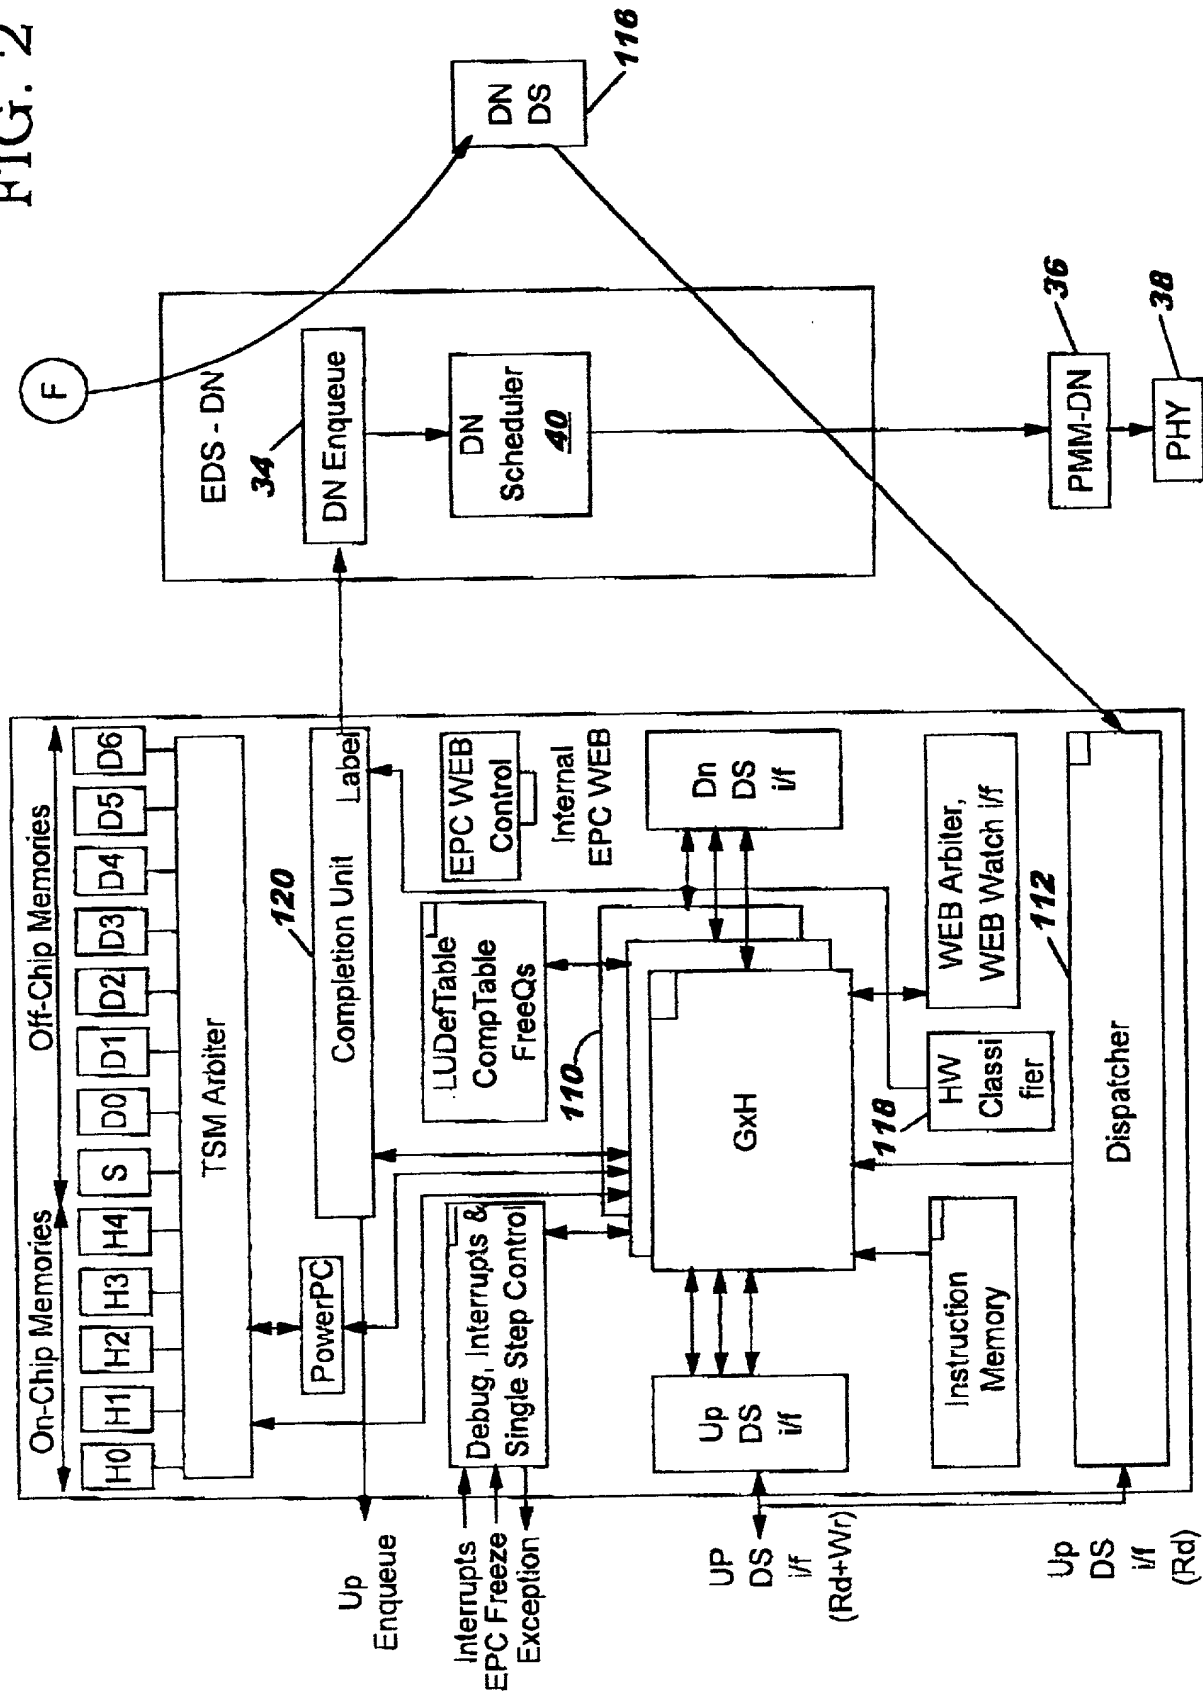 FIG. 2
On-Chip Memories
Off-Chip Memories
H0
H1
H2
H3
H4
S
D0
D1
D2
D3
D4
D5
D6
TSM Arbiter
PowerPC
120
Completion Unit
Label
Up
Enqueue
Interrupts
EPC Freeze
Exception
Debug, Interrupts &
Single Step Control
LUDefTable
CompTable
FreeQs
EPC WEB
Control
Internal
EPC WEB
110
GxH
Up
DS
i/f
Dn
DS
i/f
UP
DS
i/f
(Rd+Wr)
Instruction
Memory
118
HW
Classi
fier
WEB Arbiter,
WEB Watch i/f
112
Dispatcher
Up
DS
i/f
(Rd)
F
EDS - DN
34
DN Enqueue
DN
Scheduler
40
DN
DS
116
36
PMM-DN
38
PHY